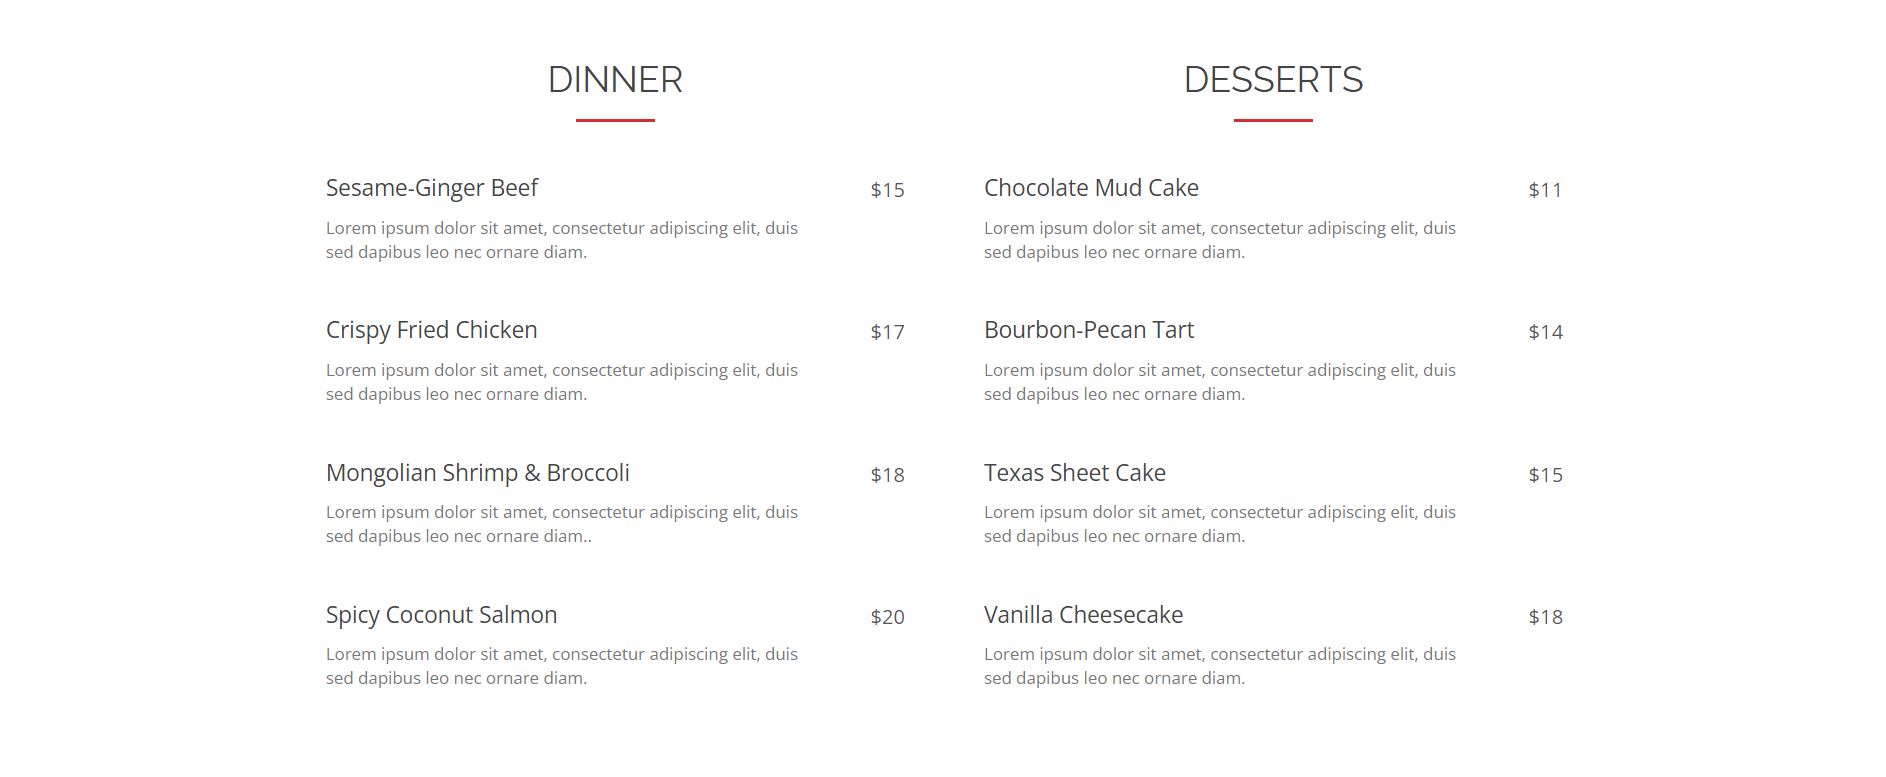 DINNER
Sesame-Ginger Beef $15
Lorem ipsum dolor sit amet, consectetur adipiscing elit, duis
sed dapibus leo nec ornare diam.
Crispy Fried Chicken $17
Lorem ipsum dolor sit amet, consectetur adipiscing elit, duis
sed dapibus leo nec ornare diam.
Mongolian Shrimp & Broccoli $18
Lorem ipsum dolor sit amet, consectetur adipiscing elit, duis
sed dapibus leo nec ornare diam..
Spicy Coconut Salmon $20
Lorem ipsum dolor sit amet, consectetur adipiscing elit, duis
sed dapibus leo nec ornare diam.
DESSERTS
Chocolate Mud Cake $11
Lorem ipsum dolor sit amet, consectetur adipiscing elit, duis
sed dapibus leo nec ornare diam.
Bourbon-Pecan Tart $14
Lorem ipsum dolor sit amet, consectetur adipiscing elit, duis
sed dapibus leo nec ornare diam.
Texas Sheet Cake $15
Lorem ipsum dolor sit amet, consectetur adipiscing elit, duis
sed dapibus leo nec ornare diam.
Vanilla Cheesecake $18
Lorem ipsum dolor sit amet, consectetur adipiscing elit, duis
sed dapibus leo nec ornare diam.